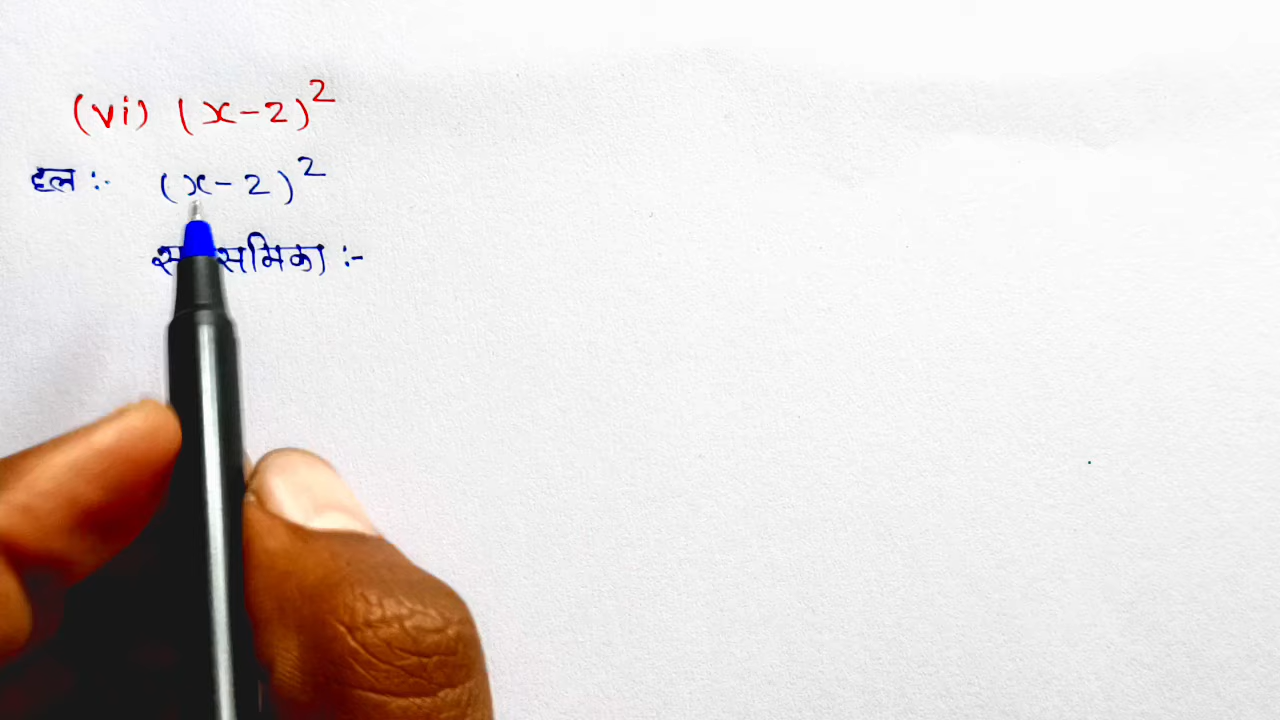 (vi) (x-2)²
हल :- (x-2)²
समिका :-